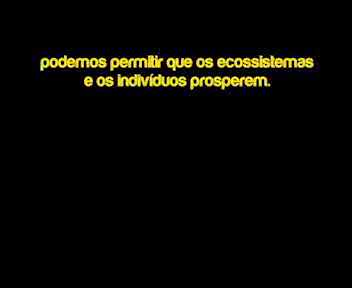 podemos permitir que os ecossistemas
e os indivíduos prosperem.